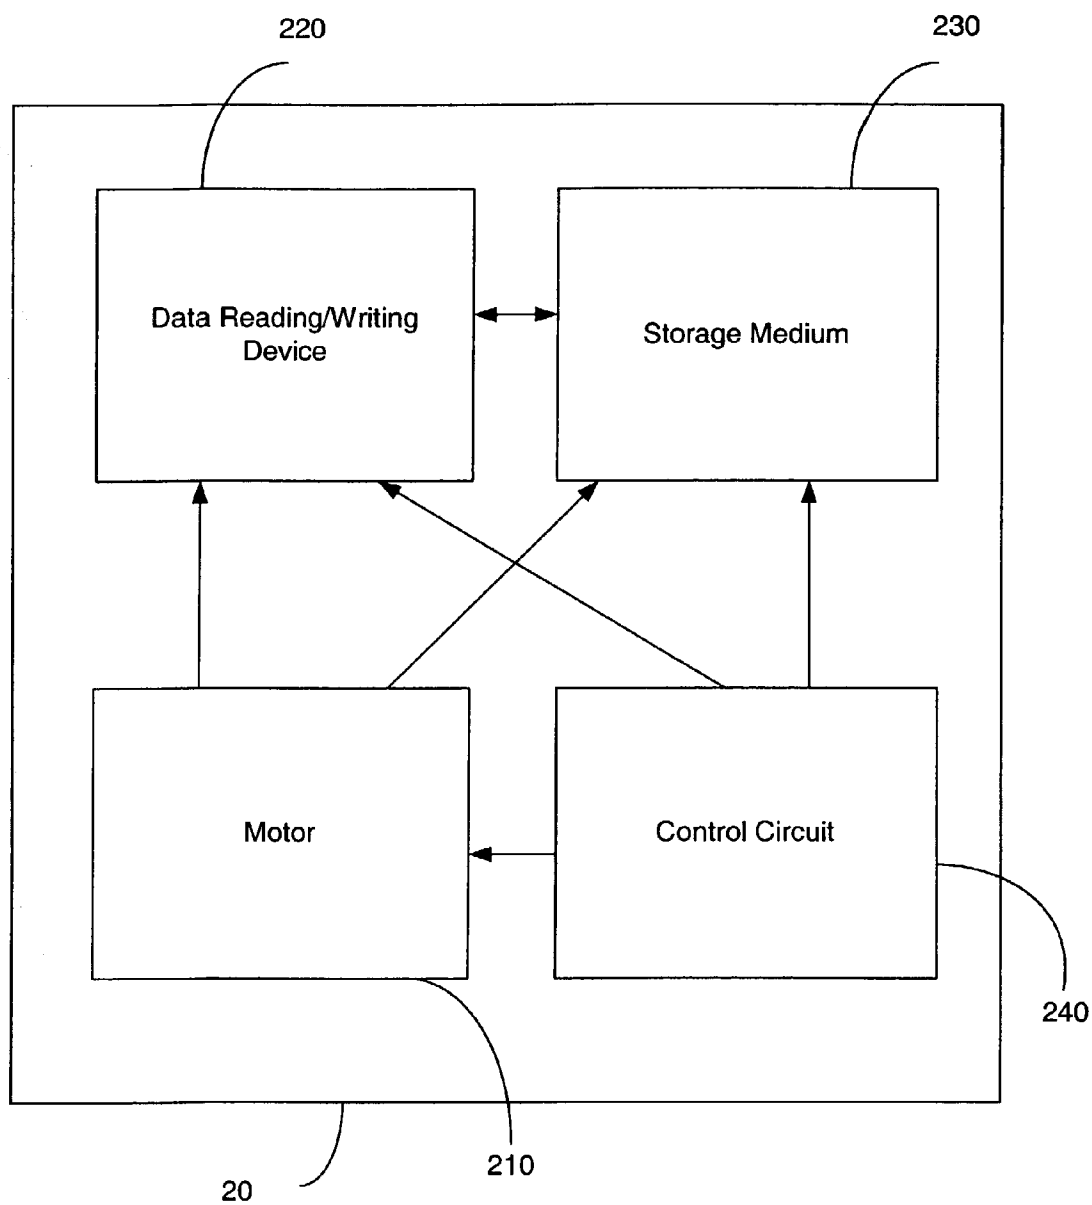 220
230
Data Reading/Writing
Device
Storage Medium
Motor
Control Circuit
240
210
20